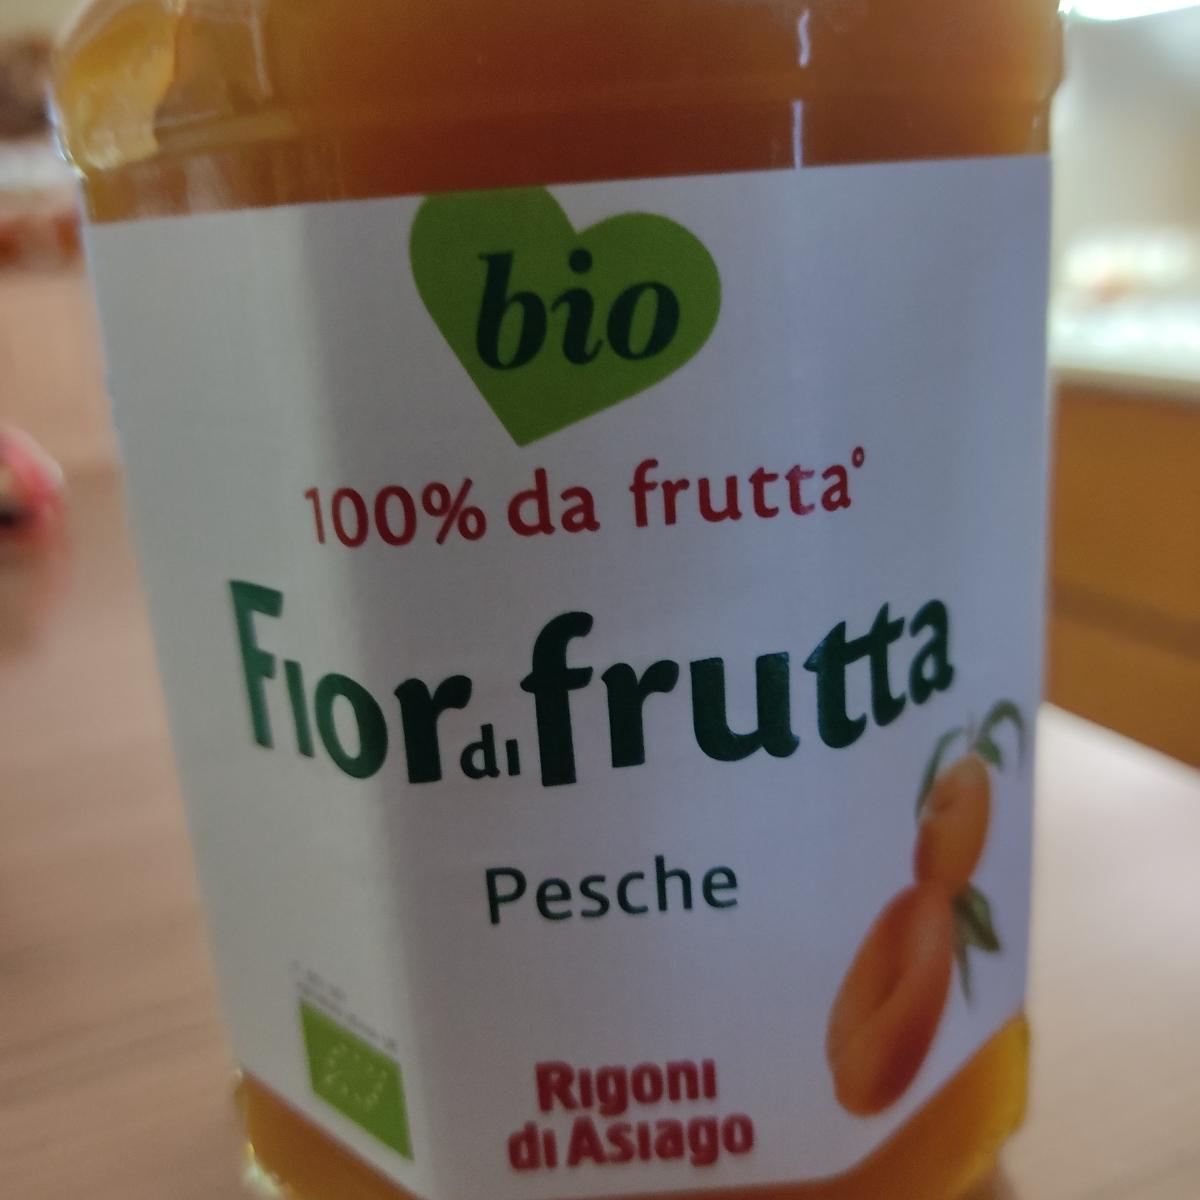 bio
100% da frutta°
Fior di frutta
Pesche
Rigoni
di Asiago